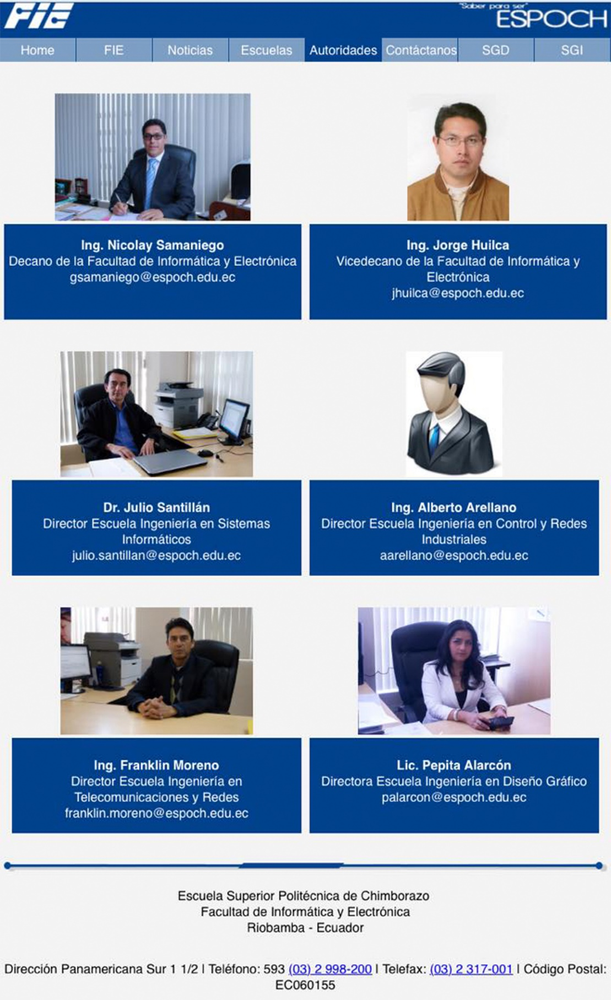 FIE
"Saber para ser"
ESPOCH
Home
FIE
Noticias
Escuelas
Autoridades
Contáctanos
SGD
SGI
Ing. Nicolay Samaniego
Decano de la Facultad de Informática y Electrónica
gsamaniego@espoch.edu.ec
Ing. Jorge Huilca
Vicedecano de la Facultad de Informática y
Electrónica
jhuilca@espoch.edu.ec
Dr. Julio Santillán
Director Escuela Ingeniería en Sistemas
Informáticos
julio.santillan@espoch.edu.ec
Ing. Alberto Arellano
Director Escuela Ingeniería en Control y Redes
Industriales
aarellano@espoch.edu.ec
Ing. Franklin Moreno
Director Escuela Ingeniería en
Telecomunicaciones y Redes
franklin.moreno@espoch.edu.ec
Lic. Pepita Alarcón
Directora Escuela Ingeniería en Diseño Gráfico
palarcon@espoch.edu.ec
Escuela Superior Politécnica de Chimborazo
Facultad de Informática y Electrónica
Riobamba - Ecuador
Dirección Panamericana Sur 1 1/2 | Teléfono: 593 (03) 2 998-200 | Telefax: (03) 2 317-001 | Código Postal:
EC060155